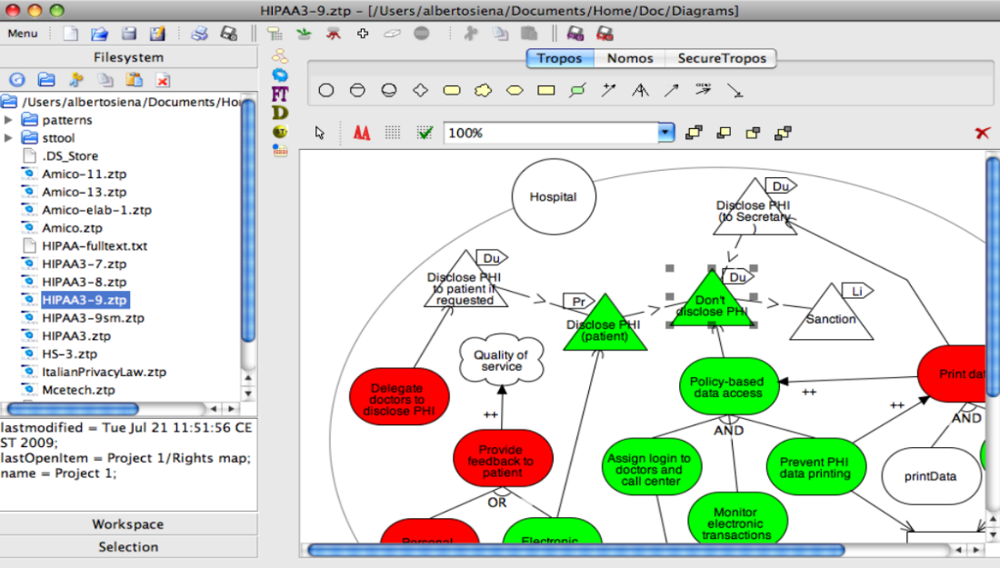 HIPAA3-9.ztp - [/Users/albertosiena/Documents/Home/Doc/Diagrams]
Menu
Filesystem
/Users/albertosiena/Documents/Ho
patterns
sttool
.DS_Store
Amico-11.ztp
Amico-13.ztp
Amico-elab-1.ztp
Amico.ztp
HIPAA-fulltext.txt
HIPAA3-7.ztp
HIPAA3-8.ztp
HIPAA3-9.ztp
HIPAA3-9sm.ztp
HIPAA3.ztp
HS-3.ztp
ItalianPrivacyLaw.ztp
Mcetech.ztp
lastmodified = Tue Jul 21 11:51:56 CE
ST 2009;
lastOpenItem = Project 1/Rights map;
name = Project 1;
Workspace
Selection
FT
D
Tropos
Nomos
SecureTropos
AA
100%
Hospital
Du
Disclose PHI
(to Secretary
Du
Disclose PHI
to patient if
requested
Pr
Disclose PHI
(patient)
Du
Don't
disclose PHI
Li
Sanction
Quality of
service
Delegate
doctors to
disclose PHI
++
Provide
feedback to
patient
OR
Personal
Electronic
Policy-based
data access
AND
++
++
Print dat
AND
Assign login to
doctors and
call center
Prevent PHI
data printing
printData
Monitor
electronic
transactions